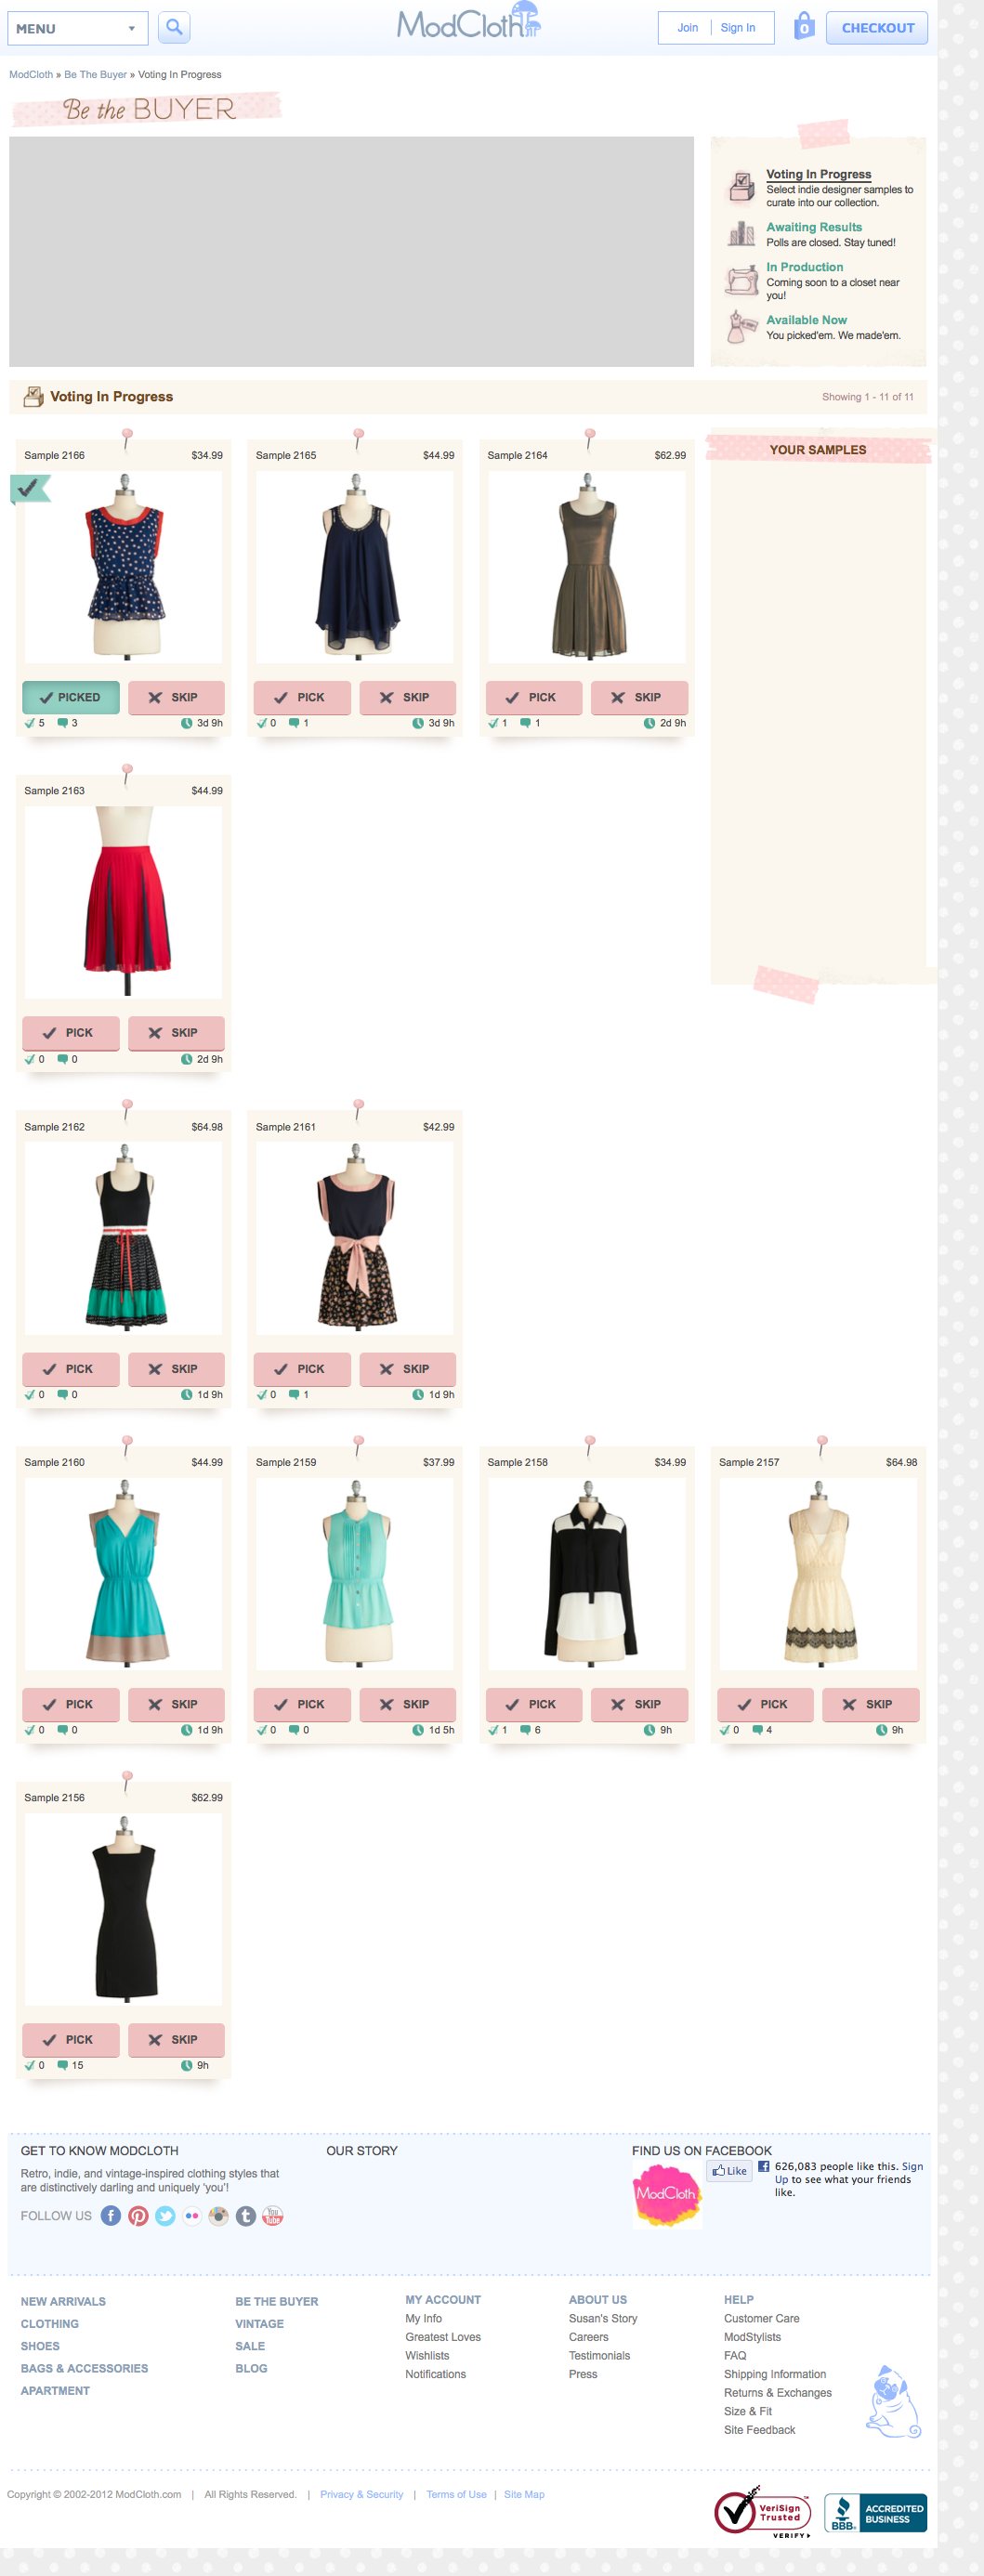 MENU
ModCloth
Join
Sign In
0
CHECKOUT
ModCloth » Be The Buyer » Voting In Progress
Be the BUYER
Voting In Progress
Select indie designer samples to
curate into our collection.
Awaiting Results
Polls are closed. Stay tuned!
In Production
Coming soon to a closet near
you!
Available Now
You picked'em. We made'em.
Voting In Progress
Showing 1 - 11 of 11
YOUR SAMPLES
Sample 2166 $34.99
PICKED SKIP
5 3 3d 9h
Sample 2165 $44.99
PICK SKIP
0 1 3d 9h
Sample 2164 $62.99
PICK SKIP
1 1 2d 9h
Sample 2163 $44.99
PICK SKIP
0 0 2d 9h
Sample 2162 $64.98
PICK SKIP
0 0 1d 9h
Sample 2161 $42.99
PICK SKIP
0 1 1d 9h
Sample 2160 $44.99
PICK SKIP
0 0 1d 9h
Sample 2159 $37.99
PICK SKIP
0 0 1d 5h
Sample 2158 $34.99
PICK SKIP
1 6 9h
Sample 2157 $64.98
PICK SKIP
0 4 9h
Sample 2156 $62.99
PICK SKIP
0 15 9h
GET TO KNOW MODCLOTH
Retro, indie, and vintage-inspired clothing styles that
are distinctively darling and uniquely 'you'!
FOLLOW US
f
t
You
Tube
OUR STORY
FIND US ON FACEBOOK
ModCloth
Like
626,083 people like this. Sign
Up to see what your friends
like.
NEW ARRIVALS
CLOTHING
SHOES
BAGS & ACCESSORIES
APARTMENT
BE THE BUYER
VINTAGE
SALE
BLOG
MY ACCOUNT
My Info
Greatest Loves
Wishlists
Notifications
ABOUT US
Susan's Story
Careers
Testimonials
Press
HELP
Customer Care
ModStylists
FAQ
Shipping Information
Returns & Exchanges
Size & Fit
Site Feedback
Copyright © 2002-2012 ModCloth.com | All Rights Reserved. | Privacy & Security | Terms of Use | Site Map
VeriSign
Trusted
VERIFY
BBB.
ACCREDITED
BUSINESS